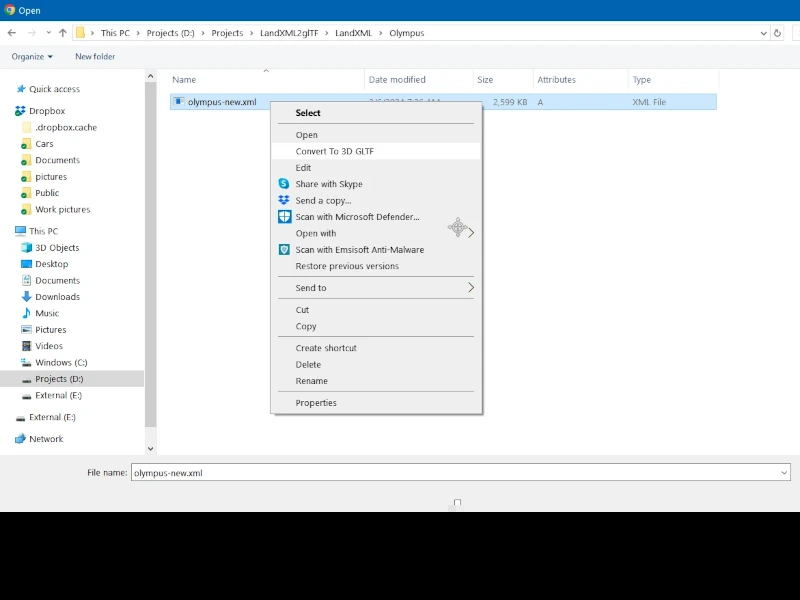 Open
This PC > Projects (D:) > Projects > LandXML2glTF > LandXML > Olympus
Organize New folder
Name Date modified Size Attributes Type
olympus-new.xml 2,599 KB A XML File
Quick access
Dropbox
.dropbox.cache
Cars
Documents
pictures
Public
Work pictures
This PC
3D Objects
Desktop
Documents
Downloads
Music
Pictures
Videos
Windows (C:)
Projects (D:)
External (E:)
External (E:)
Network
Select
Open
Convert To 3D GLTF
Edit
Share with Skype
Send a copy...
Scan with Microsoft Defender...
Open with
Scan with Emsisoft Anti-Malware
Restore previous versions
Send to
Cut
Copy
Create shortcut
Delete
Rename
Properties
File name: olympus-new.xml